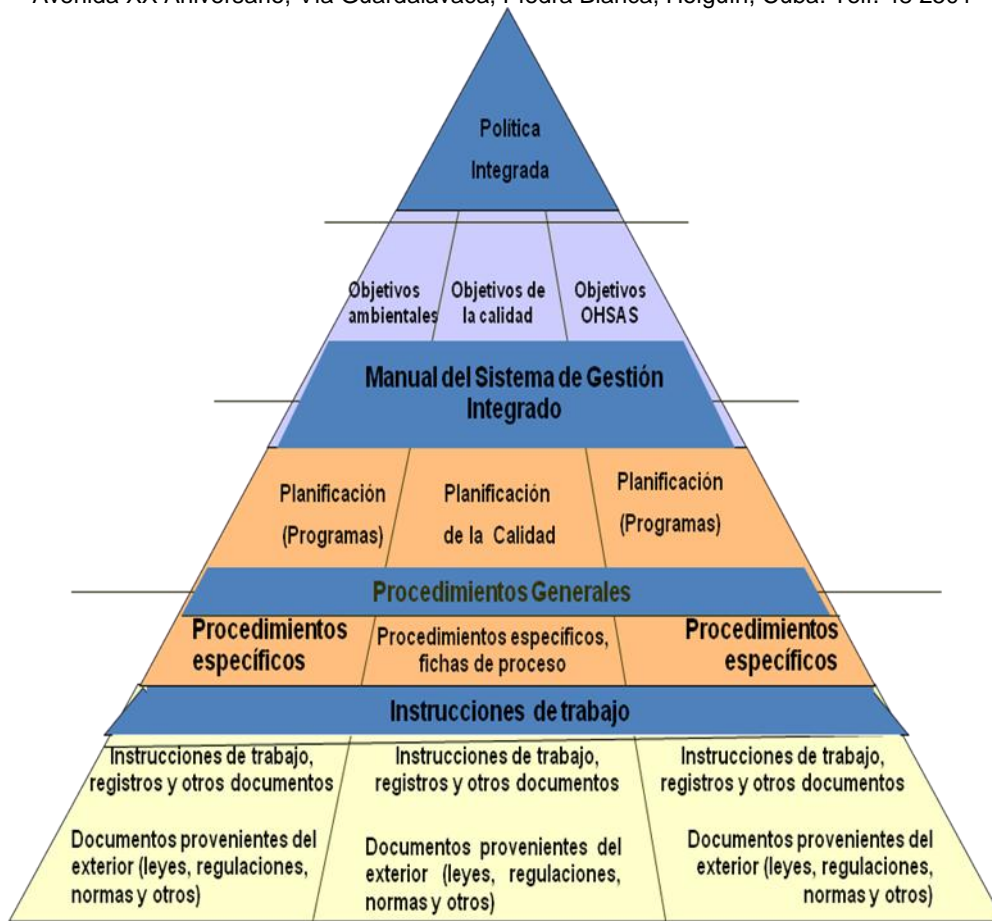 Política
Integrada
Objetivos ambientales
Objetivos de la calidad
Objetivos OHSAS
Manual del Sistema de Gestión
Integrado
Planificación
(Programas)
Planificación
de la Calidad
Planificación
(Programas)
Procedimientos Generales
Procedimientos
específicos
Procedimientos específicos,
fichas de proceso
Procedimientos
específicos
Instrucciones de trabajo
Instrucciones de trabajo,
registros y otros documentos
Instrucciones de trabajo,
registros y otros documentos
Instrucciones de trabajo,
registros y otros documentos
Documentos provenientes del
exterior (leyes, regulaciones,
normas y otros)
Documentos provenientes del
exterior (leyes, regulaciones,
normas y otros)
Documentos provenientes del
exterior (leyes, regulaciones,
normas y otros)